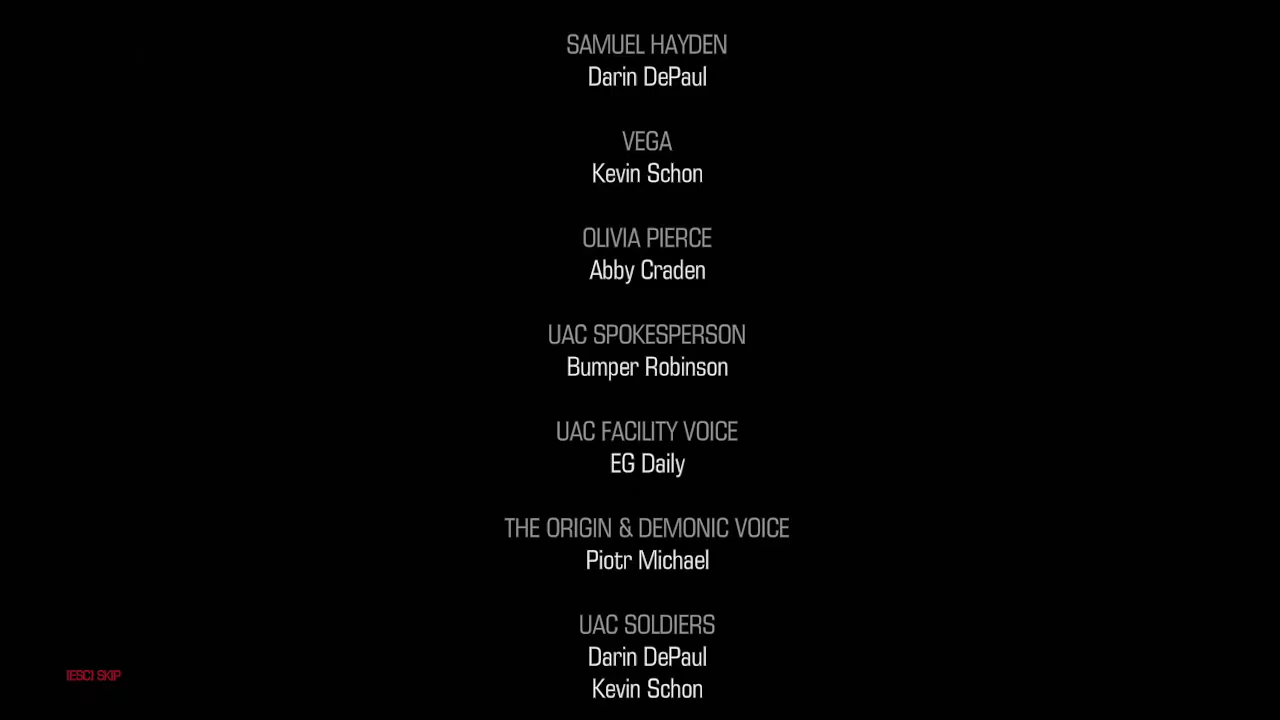 SAMUEL HAYDEN
Darin DePaul
VEGA
Kevin Schon
OLIVIA PIERCE
Abby Craden
UAC SPOKESPERSON
Bumper Robinson
UAC FACILITY VOICE
EG Daily
THE ORIGIN & DEMONIC VOICE
Piotr Michael
UAC SOLDIERS
Darin DePaul
Kevin Schon
[ESC] SKIP